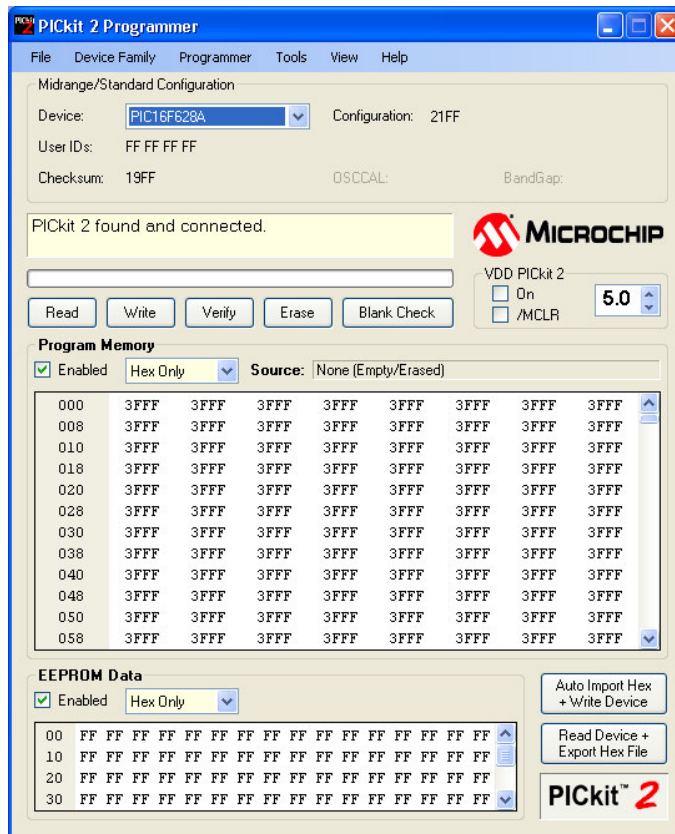 PICkit 2 Programmer
File Device Family Programmer Tools View Help
Midrange/Standard Configuration
Device: PIC16F628A Configuration: 21FF
User IDs: FF FF FF FF
Checksum: 19FF OSCCAL: BandGap:
PICkit 2 found and connected.
MICROCHIP
VDD PICkit 2
On
/MCLR
5.0
Read Write Verify Erase Blank Check
Program Memory
Enabled Hex Only Source: None (Empty/Erased)
000 3FFF 3FFF 3FFF 3FFF 3FFF 3FFF 3FFF 3FFF
008 3FFF 3FFF 3FFF 3FFF 3FFF 3FFF 3FFF 3FFF
010 3FFF 3FFF 3FFF 3FFF 3FFF 3FFF 3FFF 3FFF
018 3FFF 3FFF 3FFF 3FFF 3FFF 3FFF 3FFF 3FFF
020 3FFF 3FFF 3FFF 3FFF 3FFF 3FFF 3FFF 3FFF
028 3FFF 3FFF 3FFF 3FFF 3FFF 3FFF 3FFF 3FFF
030 3FFF 3FFF 3FFF 3FFF 3FFF 3FFF 3FFF 3FFF
038 3FFF 3FFF 3FFF 3FFF 3FFF 3FFF 3FFF 3FFF
040 3FFF 3FFF 3FFF 3FFF 3FFF 3FFF 3FFF 3FFF
048 3FFF 3FFF 3FFF 3FFF 3FFF 3FFF 3FFF 3FFF
050 3FFF 3FFF 3FFF 3FFF 3FFF 3FFF 3FFF 3FFF
058 3FFF 3FFF 3FFF 3FFF 3FFF 3FFF 3FFF 3FFF
EEPROM Data
Enabled Hex Only
00 FF FF FF FF FF FF FF FF FF FF FF FF FF FF FF FF
10 FF FF FF FF FF FF FF FF FF FF FF FF FF FF FF FF
20 FF FF FF FF FF FF FF FF FF FF FF FF FF FF FF FF
30 FF FF FF FF FF FF FF FF FF FF FF FF FF FF FF FF
Auto Import Hex
+ Write Device
Read Device +
Export Hex File
PICkit™ 2